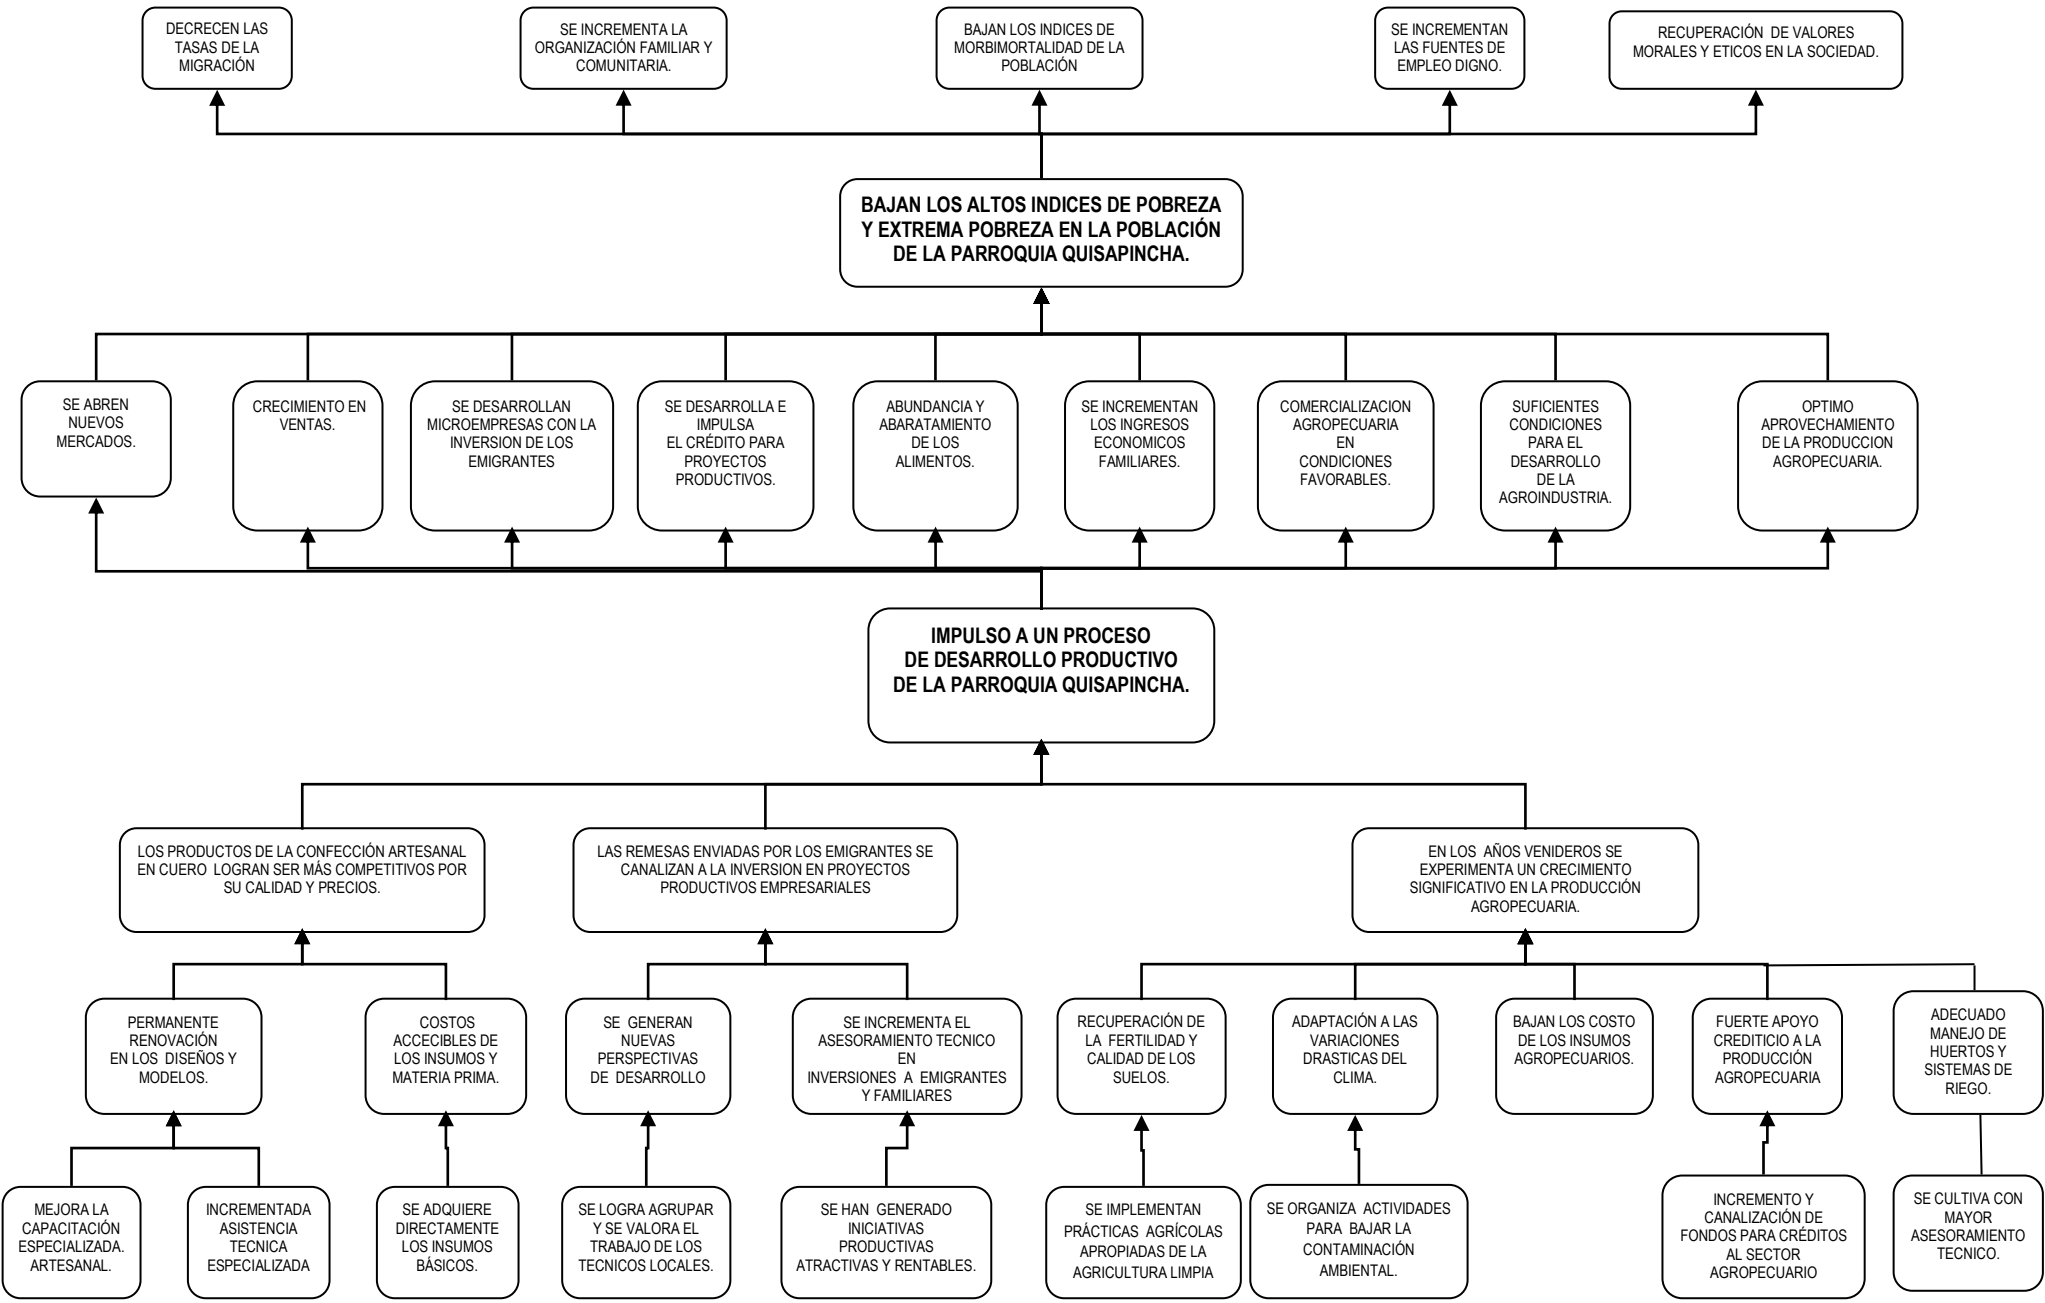 DECRECEN LAS
TASAS DE LA
MIGRACIÓN
SE INCREMENTA LA
ORGANIZACIÓN FAMILIAR Y
COMUNITARIA.
BAJAN LOS INDICES DE
MORBIMORTALIDAD DE LA
POBLACIÓN
SE INCREMENTAN
LAS FUENTES DE
EMPLEO DIGNO.
RECUPERACIÓN DE VALORES
MORALES Y ETICOS EN LA SOCIEDAD.
BAJAN LOS ALTOS INDICES DE POBREZA
Y EXTREMA POBREZA EN LA POBLACIÓN
DE LA PARROQUIA QUISAPINCHA.
SE ABREN
NUEVOS
MERCADOS.
CRECIMIENTO EN
VENTAS.
SE DESARROLLAN
MICROEMPRESAS CON LA
INVERSION DE LOS
EMIGRANTES
SE DESARROLLA E
IMPULSA
EL CRÉDITO PARA
PROYECTOS
PRODUCTIVOS.
ABUNDANCIA Y
ABARATAMIENTO
DE LOS
ALIMENTOS.
SE INCREMENTAN
LOS INGRESOS
ECONOMICOS
FAMILIARES.
COMERCIALIZACION
AGROPECUARIA
EN
CONDICIONES
FAVORABLES.
SUFICIENTES
CONDICIONES
PARA EL
DESARROLLO
DE LA
AGROINDUSTRIA.
OPTIMO
APROVECHAMIENTO
DE LA PRODUCCION
AGROPECUARIA.
IMPULSO A UN PROCESO
DE DESARROLLO PRODUCTIVO
DE LA PARROQUIA QUISAPINCHA.
LOS PRODUCTOS DE LA CONFECCIÓN ARTESANAL
EN CUERO LOGRAN SER MÁS COMPETITIVOS POR
SU CALIDAD Y PRECIOS.
LAS REMESAS ENVIADAS POR LOS EMIGRANTES SE
CANALIZAN A LA INVERSION EN PROYECTOS
PRODUCTIVOS EMPRESARIALES
EN LOS AÑOS VENIDEROS SE
EXPERIMENTA UN CRECIMIENTO
SIGNIFICATIVO EN LA PRODUCCIÓN
AGROPECUARIA.
PERMANENTE
RENOVACIÓN
EN LOS DISEÑOS Y
MODELOS.
COSTOS
ACCECIBLES DE
LOS INSUMOS Y
MATERIA PRIMA.
SE GENERAN
NUEVAS
PERSPECTIVAS
DE DESARROLLO
SE INCREMENTA EL
ASESORAMIENTO TECNICO
EN
INVERSIONES A EMIGRANTES
Y FAMILIARES
RECUPERACIÓN DE
LA FERTILIDAD Y
CALIDAD DE LOS
SUELOS.
ADAPTACIÓN A LAS
VARIACIONES
DRASTICAS DEL
CLIMA.
BAJAN LOS COSTO
DE LOS INSUMOS
AGROPECUARIOS.
FUERTE APOYO
CREDITICIO A LA
PRODUCCIÓN
AGROPECUARIA
ADECUADO
MANEJO DE
HUERTOS Y
SISTEMAS DE
RIEGO.
MEJORA LA
CAPACITACIÓN
ESPECIALIZADA.
ARTESANAL.
INCREMENTADA
ASISTENCIA
TECNICA
ESPECIALIZADA
SE ADQUIERE
DIRECTAMENTE
LOS INSUMOS
BÁSICOS.
SE LOGRA AGRUPAR
Y SE VALORA EL
TRABAJO DE LOS
TECNICOS LOCALES.
SE HAN GENERADO
INICIATIVAS
PRODUCTIVAS
ATRACTIVAS Y RENTABLES.
SE IMPLEMENTAN
PRÁCTICAS AGRÍCOLAS
APROPIADAS DE LA
AGRICULTURA LIMPIA
SE ORGANIZA ACTIVIDADES
PARA BAJAR LA
CONTAMINACIÓN
AMBIENTAL.
INCREMENTO Y
CANALIZACIÓN DE
FONDOS PARA CRÉDITOS
AL SECTOR
AGROPECUARIO
SE CULTIVA CON
MAYOR
ASESORAMIENTO
TECNICO.